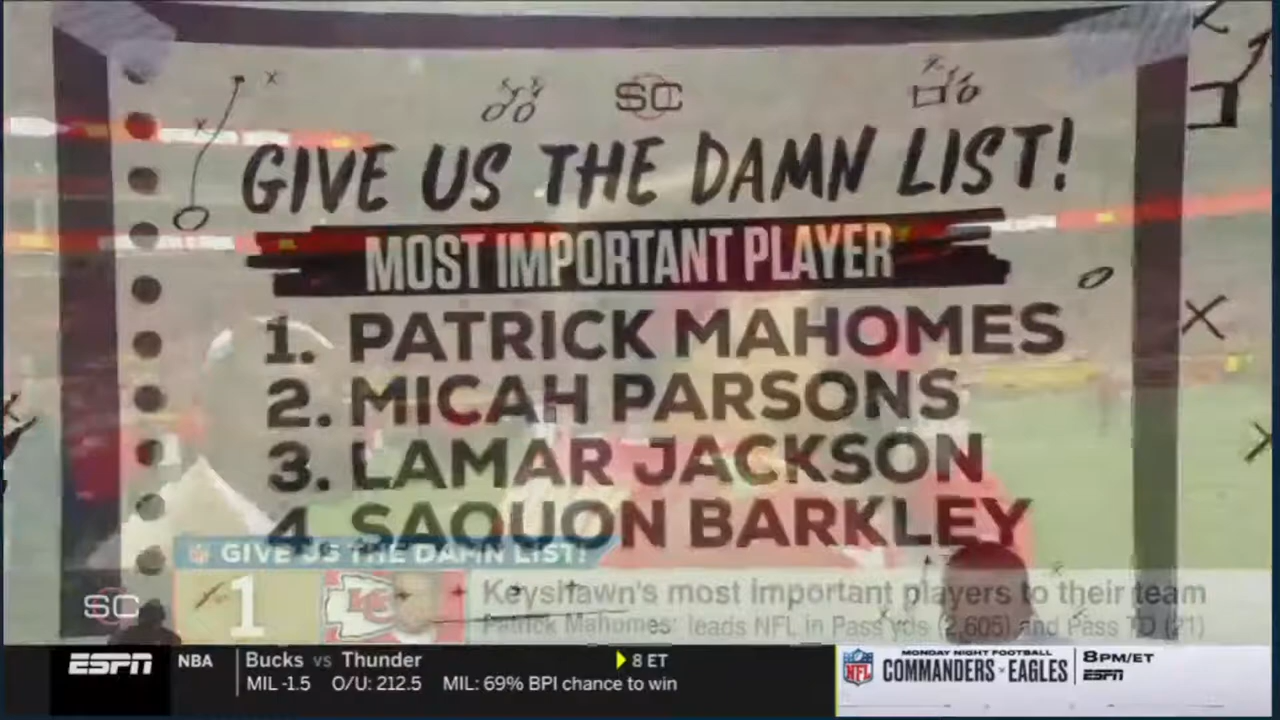 SC
GIVE US THE DAMN LIST!
MOST IMPORTANT PLAYER
1. PATRICK MAHOMES
2. MICAH PARSONS
3. LAMAR JACKSON
4. SAQUON BARKLEY
GIVE US THE DAMN LIST!
1 KC Keyshawn's most important players to their team
Patrick Mahomes: leads NFL in Pass yds (2,605) and Pass TD (21)
SC
ESPN NBA Bucks vs Thunder 8 ET
MIL -1.5 O/U: 212.5 MIL: 69% BPI chance to win
NFL MONDAY NIGHT FOOTBALL
COMMANDERS - EAGLES 8PM/ET
ESPN